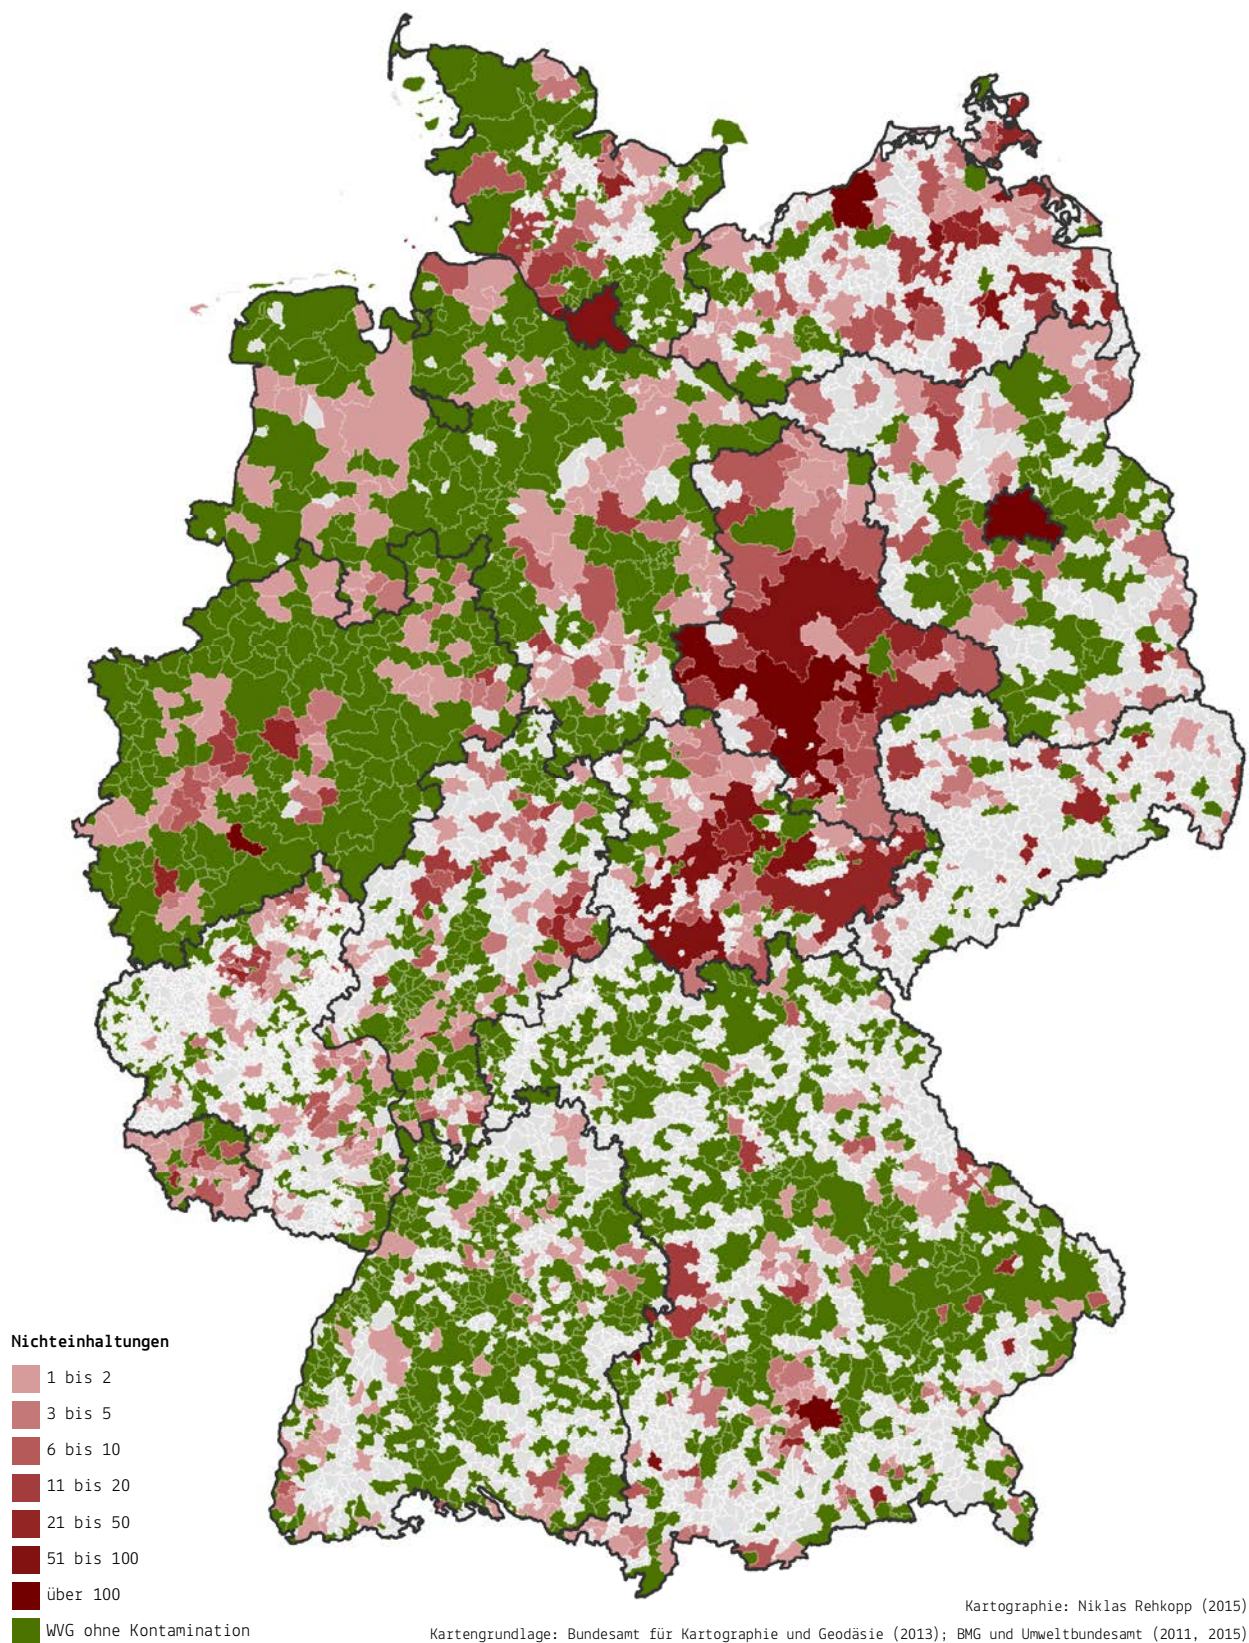 Nichteinhaltungen
1 bis 2
3 bis 5
6 bis 10
11 bis 20
21 bis 50
51 bis 100
über 100
WVG ohne Kontamination
Kartographie: Niklas Rehkopp (2015)
Kartengrundlage: Bundesamt für Kartographie und Geodäsie (2013); BMG und Umweltbundesamt (2011, 2015)